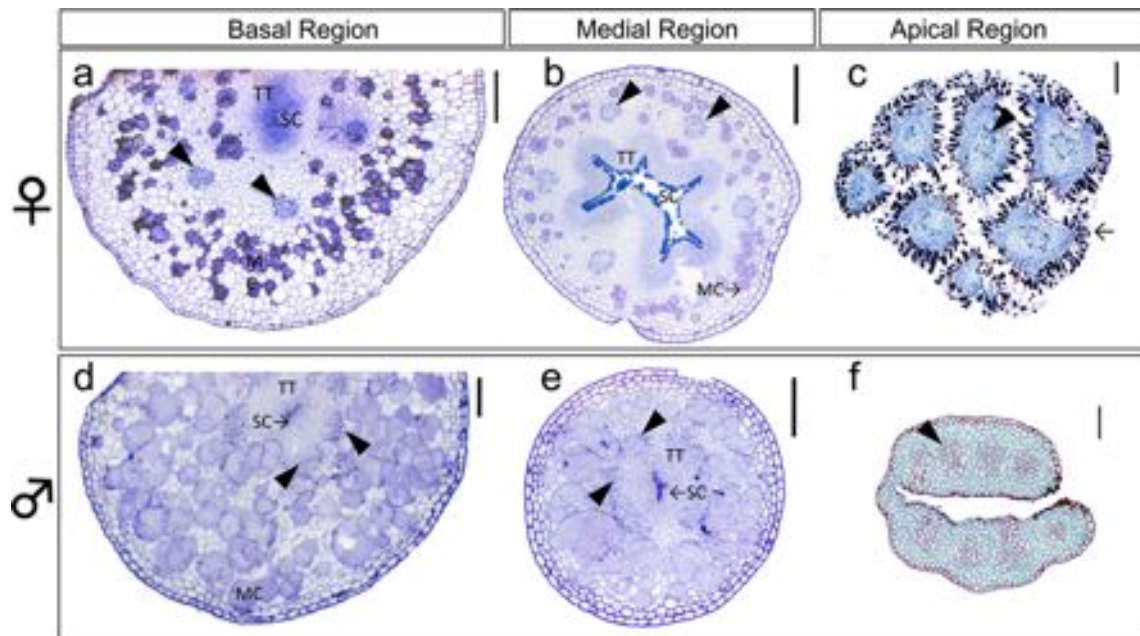 Basal Region
Medial Region
Apical Region
a
TT
SC
M
b
TT
SC
MC→
c
←
♀
d
TT
SC→
MC
e
TT
←SC
f
♂